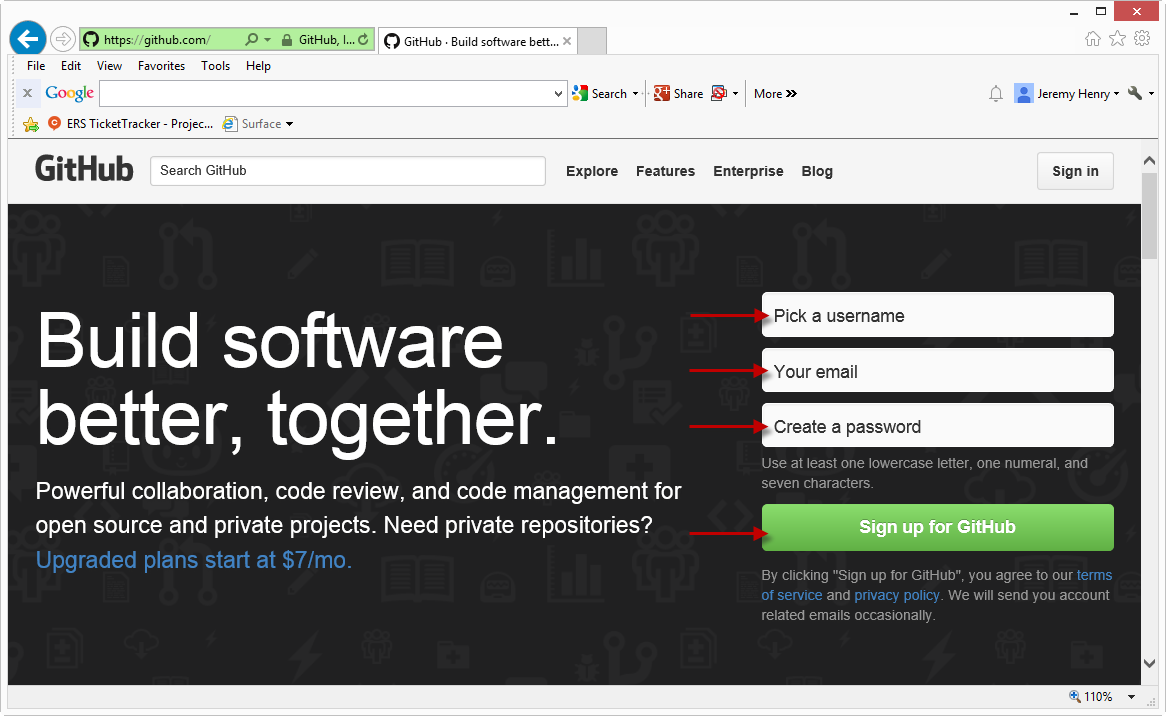 https://github.com/
GitHub, I...
GitHub · Build software bett...
File Edit View Favorites Tools Help
x Google Search Share More » Jeremy Henry
ERS TicketTracker - Projec... Surface
GitHub Search GitHub Explore Features Enterprise Blog Sign in
Build software
better, together.
Powerful collaboration, code review, and code management for
open source and private projects. Need private repositories?
Upgraded plans start at $7/mo.
Pick a username
Your email
Create a password
Use at least one lowercase letter, one numeral, and
seven characters.
Sign up for GitHub
By clicking "Sign up for GitHub", you agree to our terms
of service and privacy policy. We will send you account
related emails occasionally.
110%